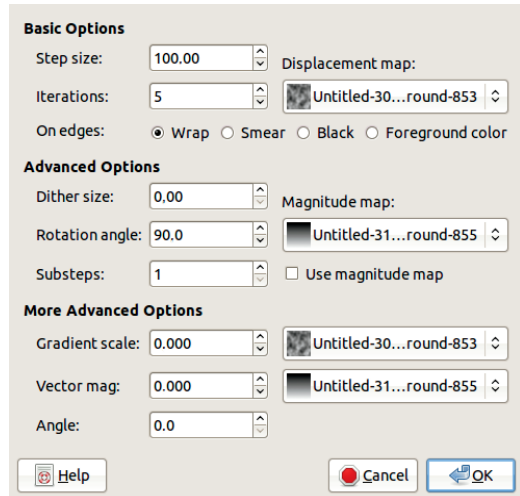 Basic Options
Step size: 100.00 Displacement map:
Iterations: 5 Untitled-30...round-853
On edges: Wrap Smear Black Foreground color
Advanced Options
Dither size: 0,00 Magnitude map:
Rotation angle: 90.0 Untitled-31...round-855
Substeps: 1 Use magnitude map
More Advanced Options
Gradient scale: 0.000 Untitled-30...round-853
Vector mag: 0.000 Untitled-31...round-855
Angle: 0.0
Help Cancel OK